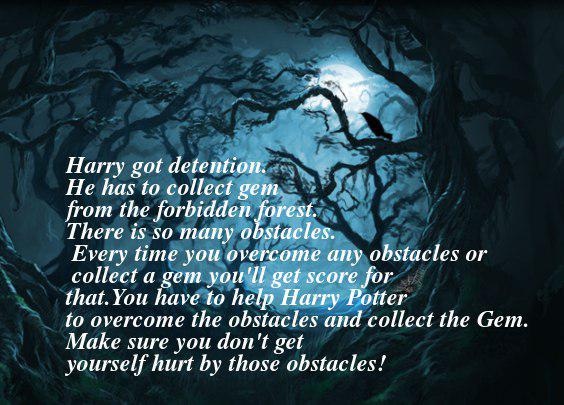 Harry got detention.
He has to collect gem
from the forbidden forest.
There is so many obstacles.
Every time you overcome any obstacles or
collect a gem you'll get score for
that.You have to help Harry Potter
to overcome the obstacles and collect the Gem.
Make sure you don't get
yourself hurt by those obstacles!